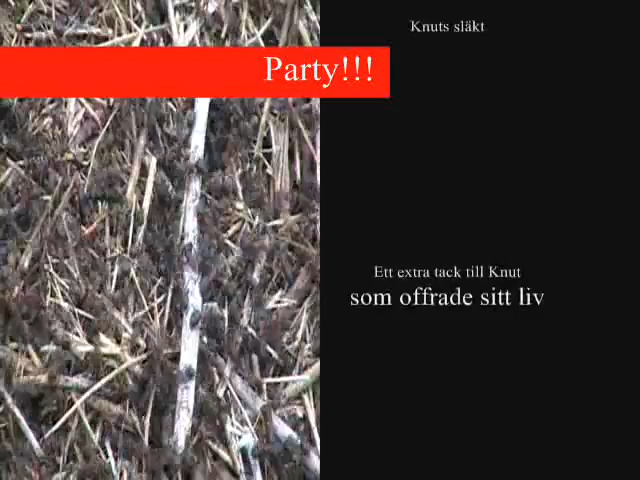 Knuts släkt
Party!!!
Ett extra tack till Knut
som offrade sitt liv